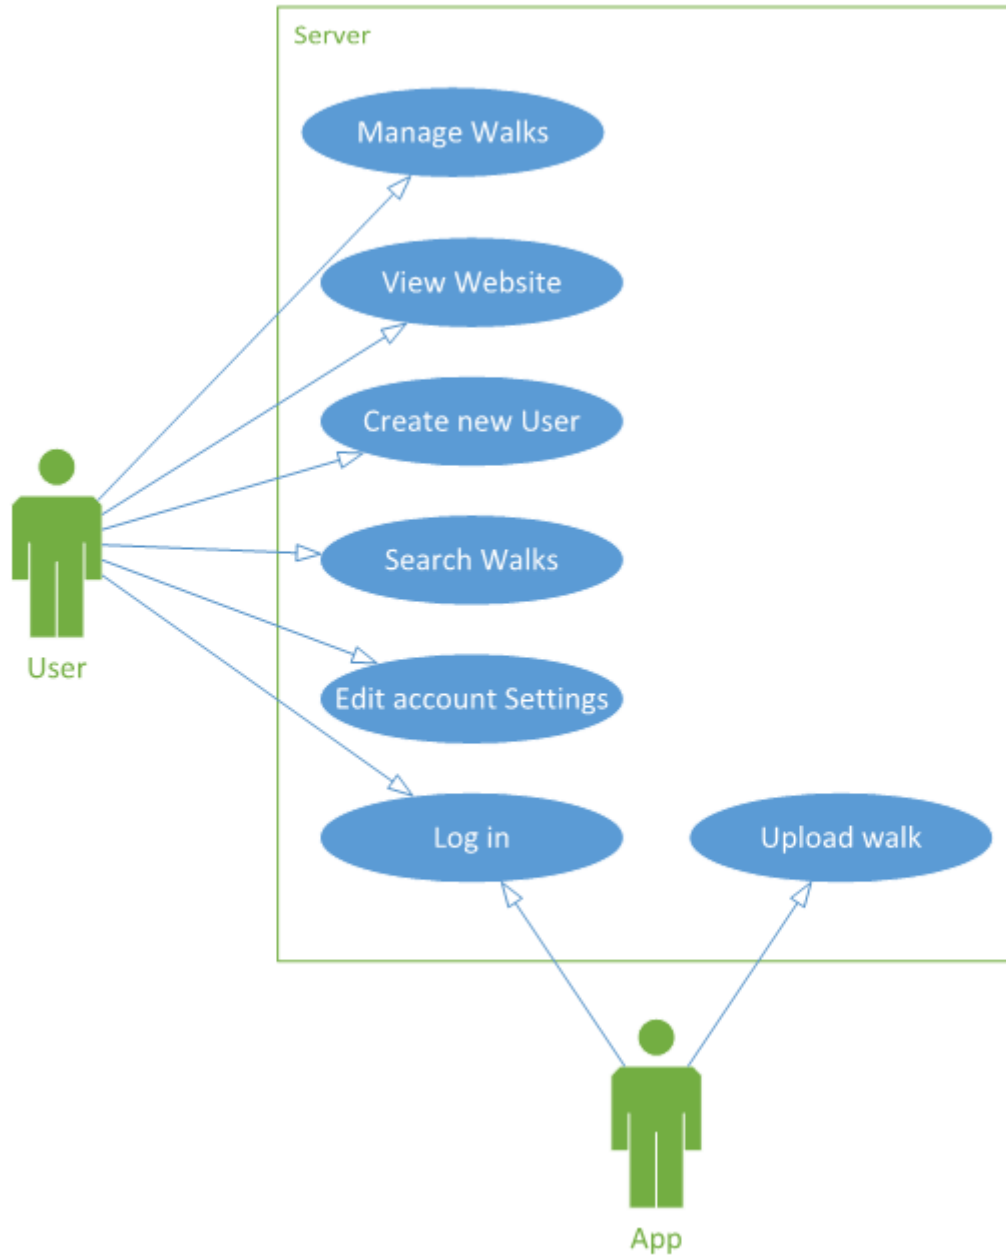 Server
Manage Walks
View Website
Create new User
Search Walks
Edit account Settings
Log in
Upload walk
User
App